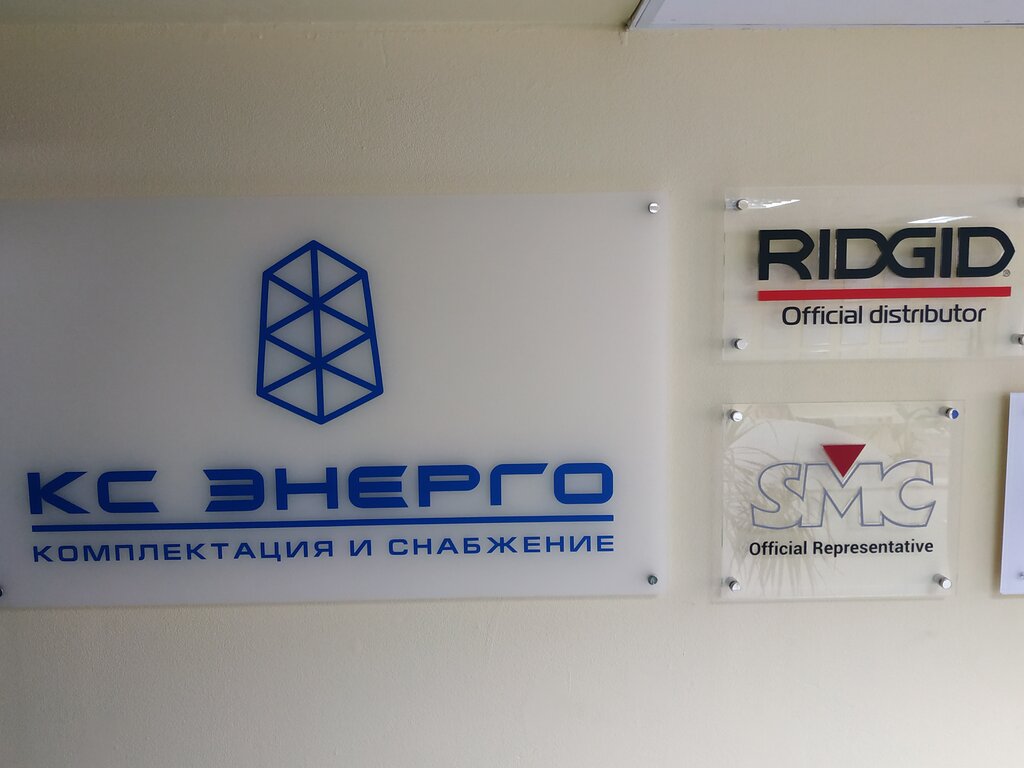 КС ЭНЕРГО
КОМПЛЕКТАЦИЯ И СНАБЖЕНИЕ
RIDGID®
Official distributor
SMC
Official Representative